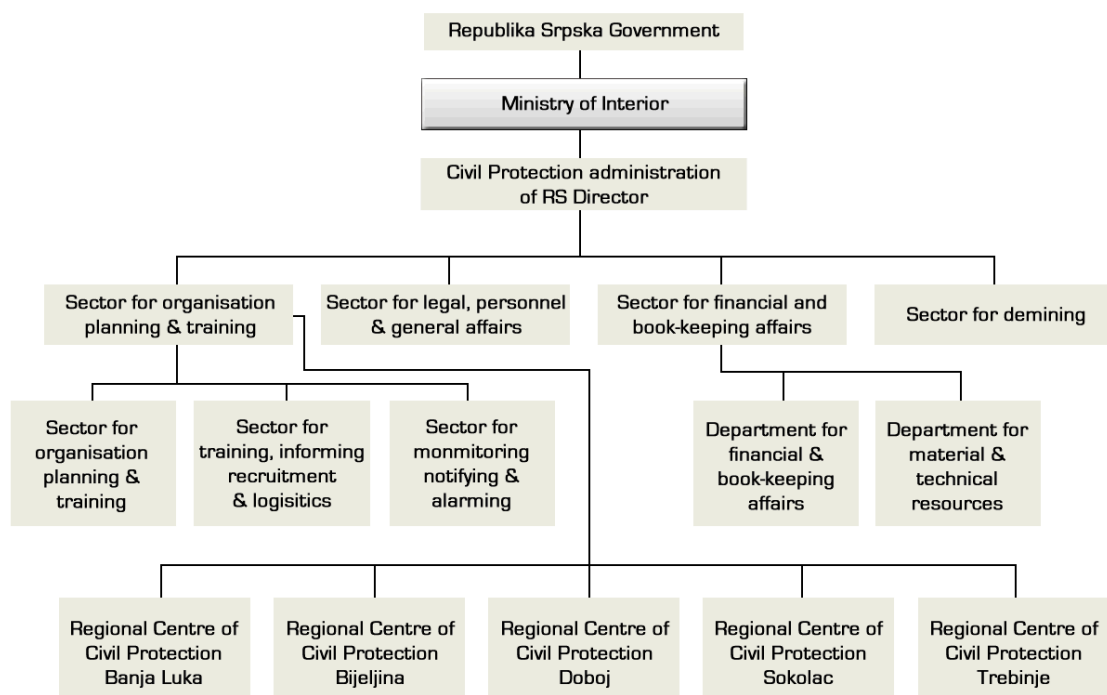 Republika Srpska Government
Ministry of Interior
Civil Protection administration
of RS Director
Sector for organisation
planning & training
Sector for legal, personnel
& general affairs
Sector for financial and
book-keeping affairs
Sector for demining
Sector for
organisation
planning &
training
Sector for
training, informing
recruitment
& logisitics
Sector for
monmitoring
notifying &
alarming
Department for
financial &
book-keeping
affairs
Department for
material &
technical
resources
Regional Centre of
Civil Protection
Banja Luka
Regional Centre of
Civil Protection
Bijeljina
Regional Centre of
Civil Protection
Doboj
Regional Centre of
Civil Protection
Sokolac
Regional Centre of
Civil Protection
Trebinje